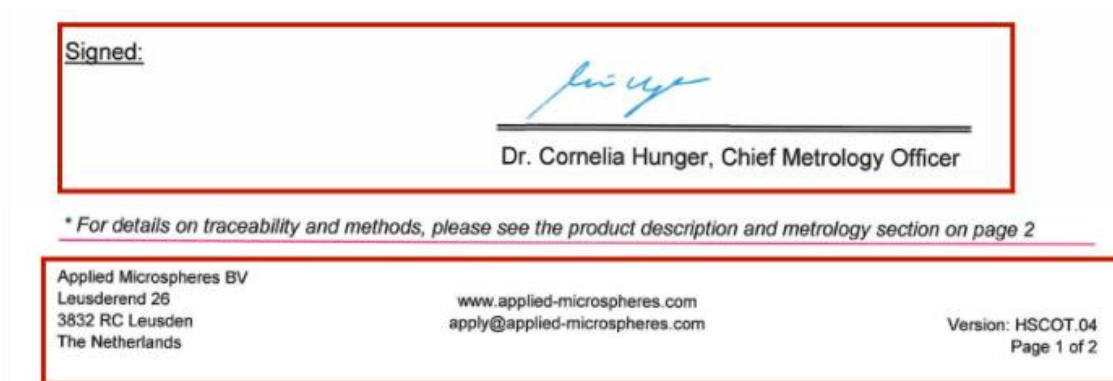 Signed:
Dr. Cornelia Hunger, Chief Metrology Officer
* For details on traceability and methods, please see the product description and metrology section on page 2
Applied Microspheres BV
Leusderend 26
3832 RC Leusden
The Netherlands
www.applied-microspheres.com
apply@applied-microspheres.com
Version: HSCOT.04
Page 1 of 2